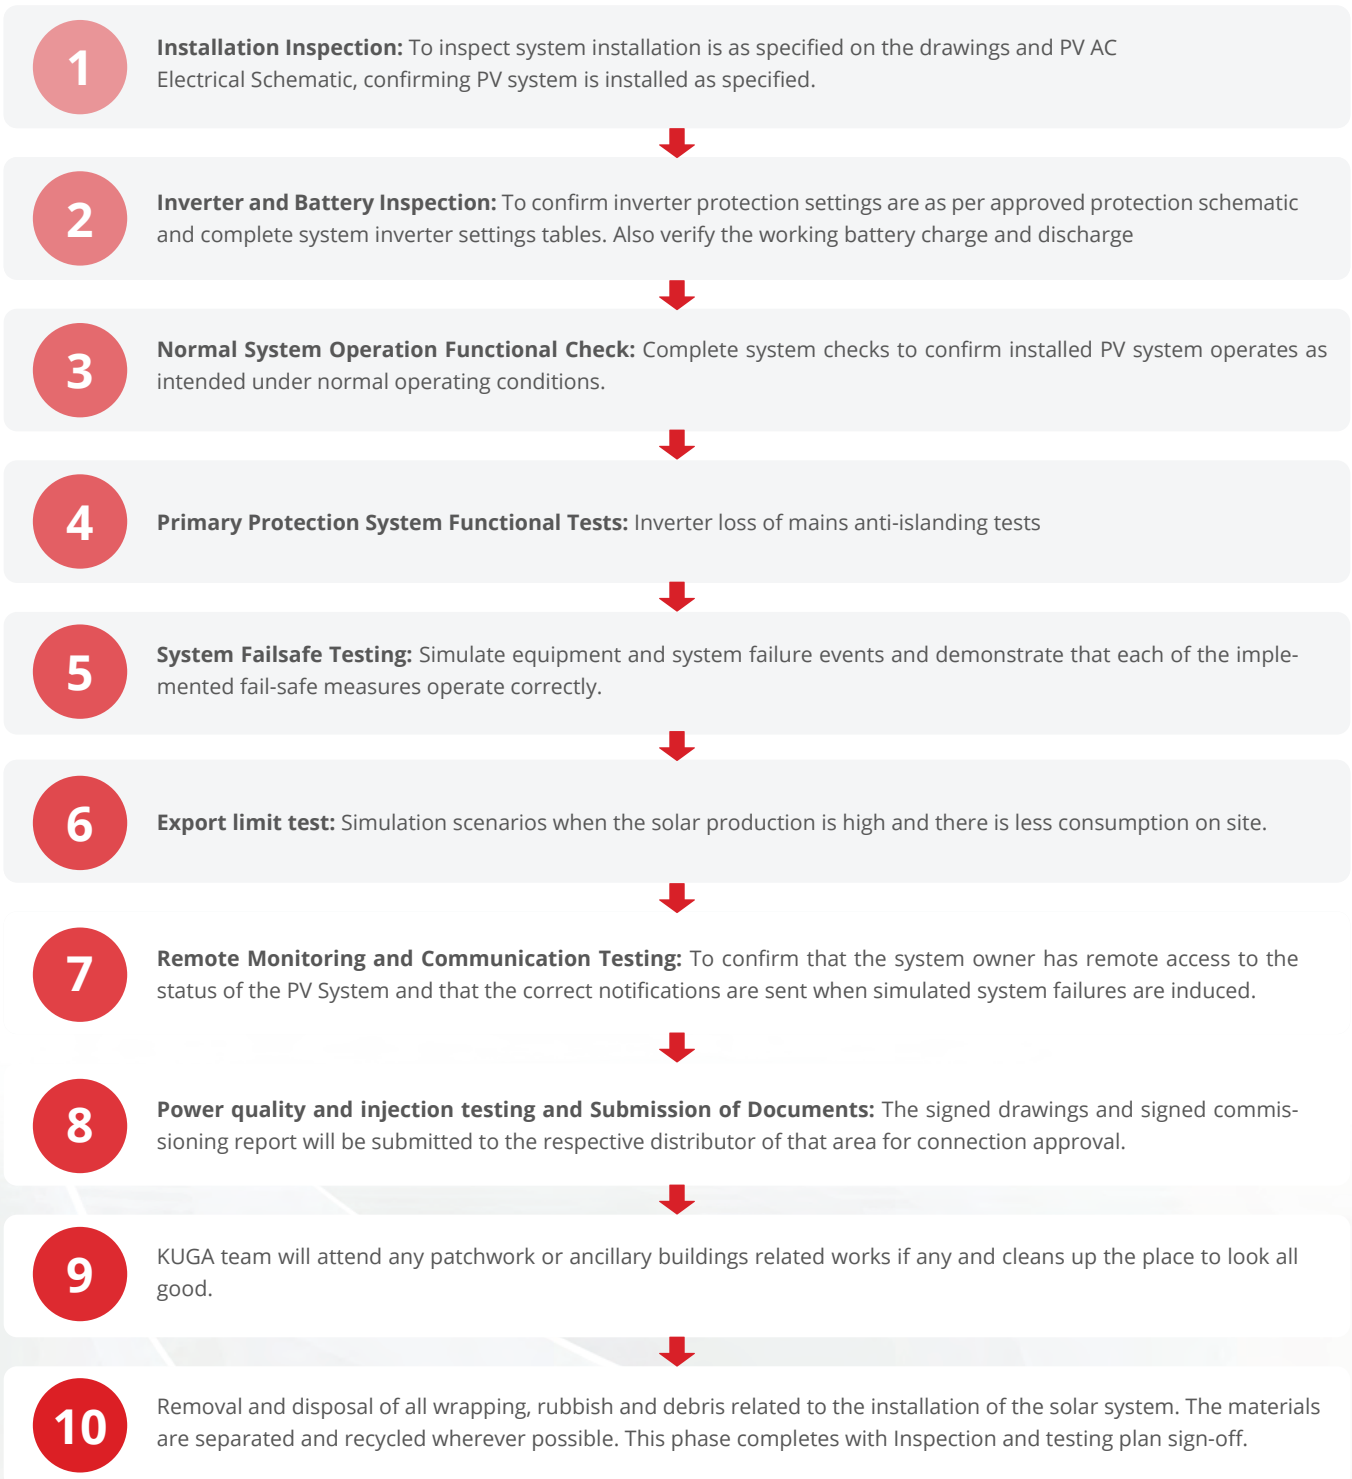 1
Installation Inspection: To inspect system installation is as specified on the drawings and PV AC
Electrical Schematic, confirming PV system is installed as specified.
2
Inverter and Battery Inspection: To confirm inverter protection settings are as per approved protection schematic
and complete system inverter settings tables. Also verify the working battery charge and discharge
3
Normal System Operation Functional Check: Complete system checks to confirm installed PV system operates as
intended under normal operating conditions.
4
Primary Protection System Functional Tests: Inverter loss of mains anti-islanding tests
5
System Failsafe Testing: Simulate equipment and system failure events and demonstrate that each of the imple-
mented fail-safe measures operate correctly.
6
Export limit test: Simulation scenarios when the solar production is high and there is less consumption on site.
7
Remote Monitoring and Communication Testing: To confirm that the system owner has remote access to the
status of the PV System and that the correct notifications are sent when simulated system failures are induced.
8
Power quality and injection testing and Submission of Documents: The signed drawings and signed commis-
sioning report will be submitted to the respective distributor of that area for connection approval.
9
KUGA team will attend any patchwork or ancillary buildings related works if any and cleans up the place to look all
good.
10
Removal and disposal of all wrapping, rubbish and debris related to the installation of the solar system. The materials
are separated and recycled wherever possible. This phase completes with Inspection and testing plan sign-off.